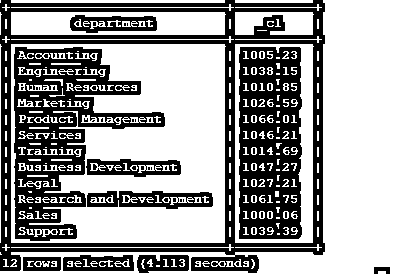 department _c1
Accounting 1005.23
Engineering 1038.15
Human Resources 1010.85
Marketing 1026.59
Product Management 1066.01
Services 1046.21
Training 1014.69
Business Development 1047.27
Legal 1027.21
Research and Development 1061.75
Sales 1000.06
Support 1039.39
12 rows selected (4.113 seconds)